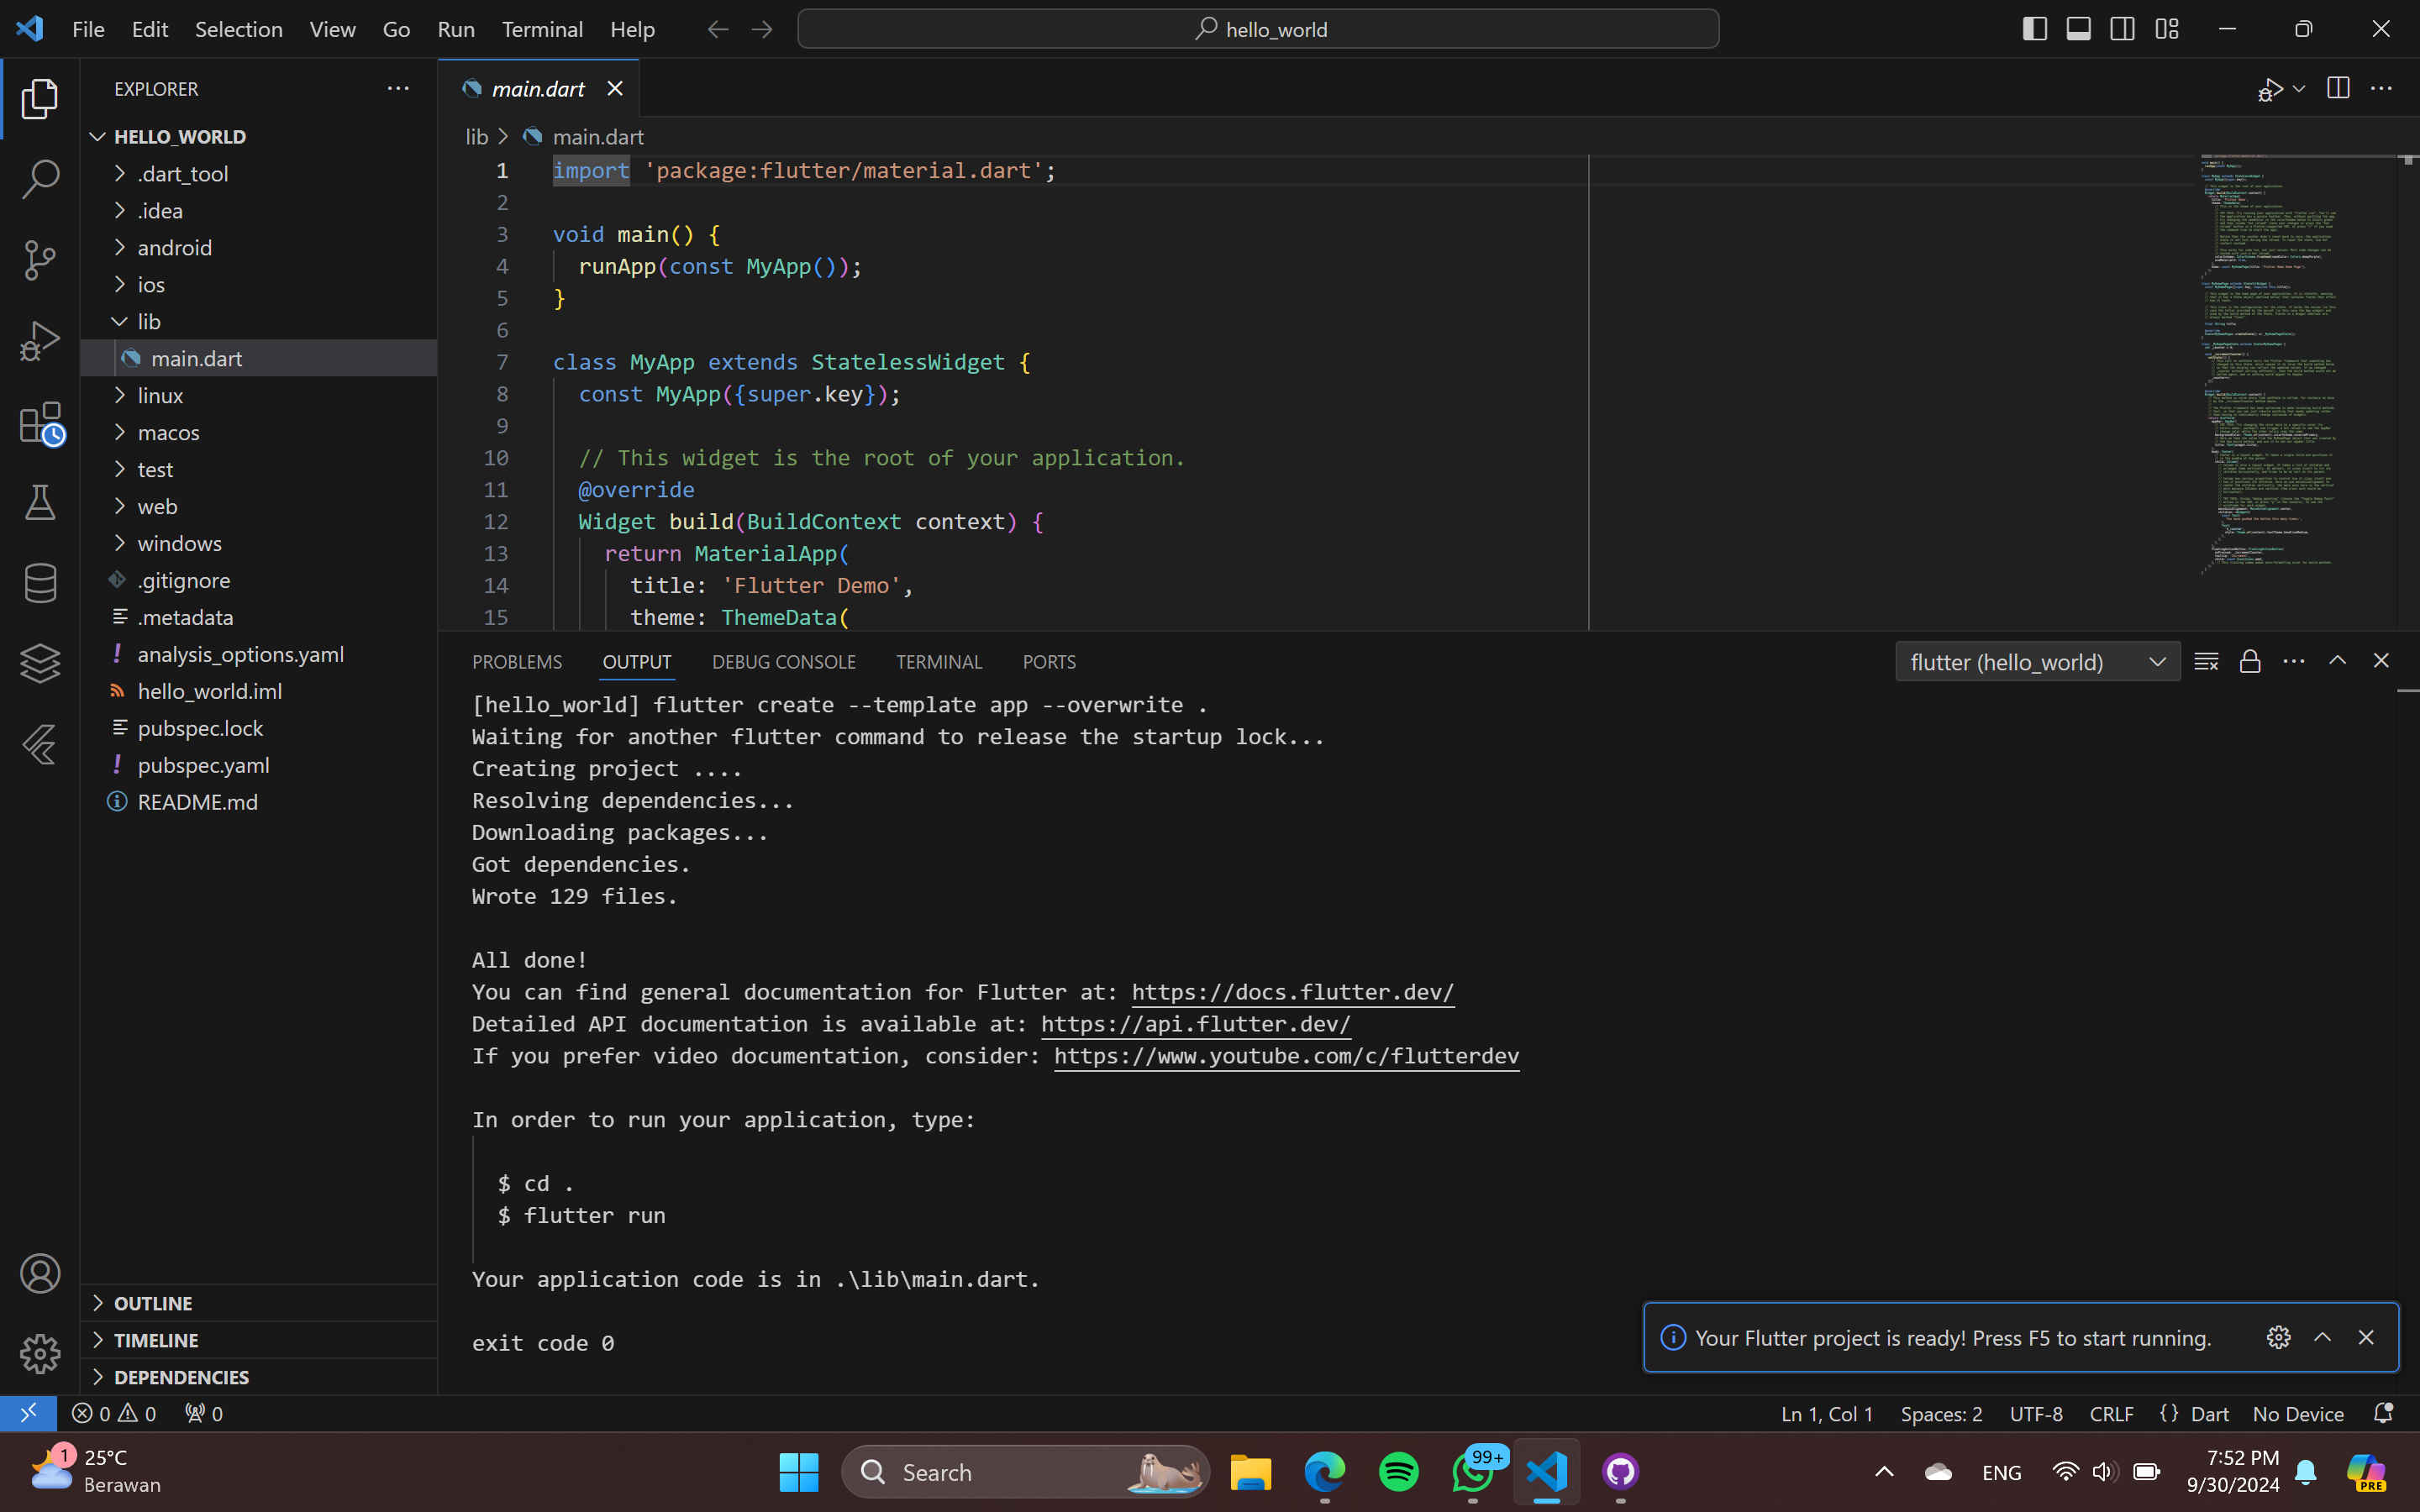 File Edit Selection View Go Run Terminal Help
hello_world
EXPLORER
HELLO_WORLD
.dart_tool
.idea
android
ios
lib
main.dart
linux
macos
test
web
windows
.gitignore
.metadata
analysis_options.yaml
hello_world.iml
pubspec.lock
pubspec.yaml
README.md
OUTLINE
TIMELINE
DEPENDENCIES
main.dart
lib > main.dart
1 import 'package:flutter/material.dart';
2
3 void main() {
4 runApp(const MyApp());
5 }
6
7 class MyApp extends StatelessWidget {
8 const MyApp({super.key});
9
10 // This widget is the root of your application.
11 @override
12 Widget build(BuildContext context) {
13 return MaterialApp(
14 title: 'Flutter Demo',
15 theme: ThemeData(
PROBLEMS OUTPUT DEBUG CONSOLE TERMINAL PORTS
flutter (hello_world)
[hello_world] flutter create --template app --overwrite .
Waiting for another flutter command to release the startup lock...
Creating project ....
Resolving dependencies...
Downloading packages...
Got dependencies.
Wrote 129 files.
All done!
You can find general documentation for Flutter at: https://docs.flutter.dev/
Detailed API documentation is available at: https://api.flutter.dev/
If you prefer video documentation, consider: https://www.youtube.com/c/flutterdev
In order to run your application, type:
$ cd .
$ flutter run
Your application code is in .\lib\main.dart.
exit code 0
Your Flutter project is ready! Press F5 to start running.
0 0 0
Ln 1, Col 1 Spaces: 2 UTF-8 CRLF {} Dart No Device
1
25°C
Berawan
Search
99+
ENG
7:52 PM
9/30/2024
PRE